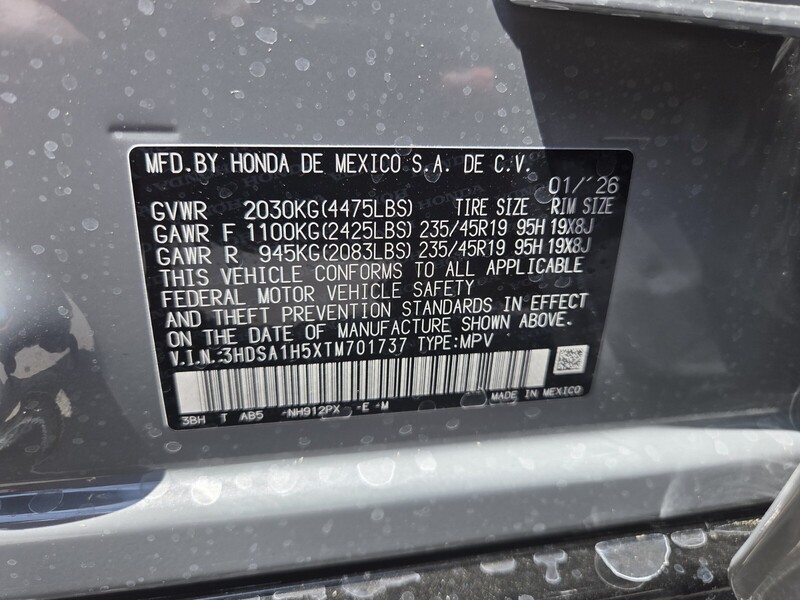 MFD.BY HONDA DE MEXICO S.A. DE C.V.
01/'26
GVWR 2030KG(4475LBS) TIRE SIZE RIM SIZE
GAWR F 1100KG(2425LBS) 235/45R19 95H 19X8J
GAWR R 945KG(2083LBS) 235/45R19 95H 19X8J
THIS VEHICLE CONFORMS TO ALL APPLICABLE
FEDERAL MOTOR VEHICLE SAFETY
AND THEFT PREVENTION STANDARDS IN EFFECT
ON THE DATE OF MANUFACTURE SHOWN ABOVE.
V.I.N.:3HDSA1H5XTM701737 TYPE:MPV
MADE IN MEXICO
3BH T AB5 -NH912PX -E -M